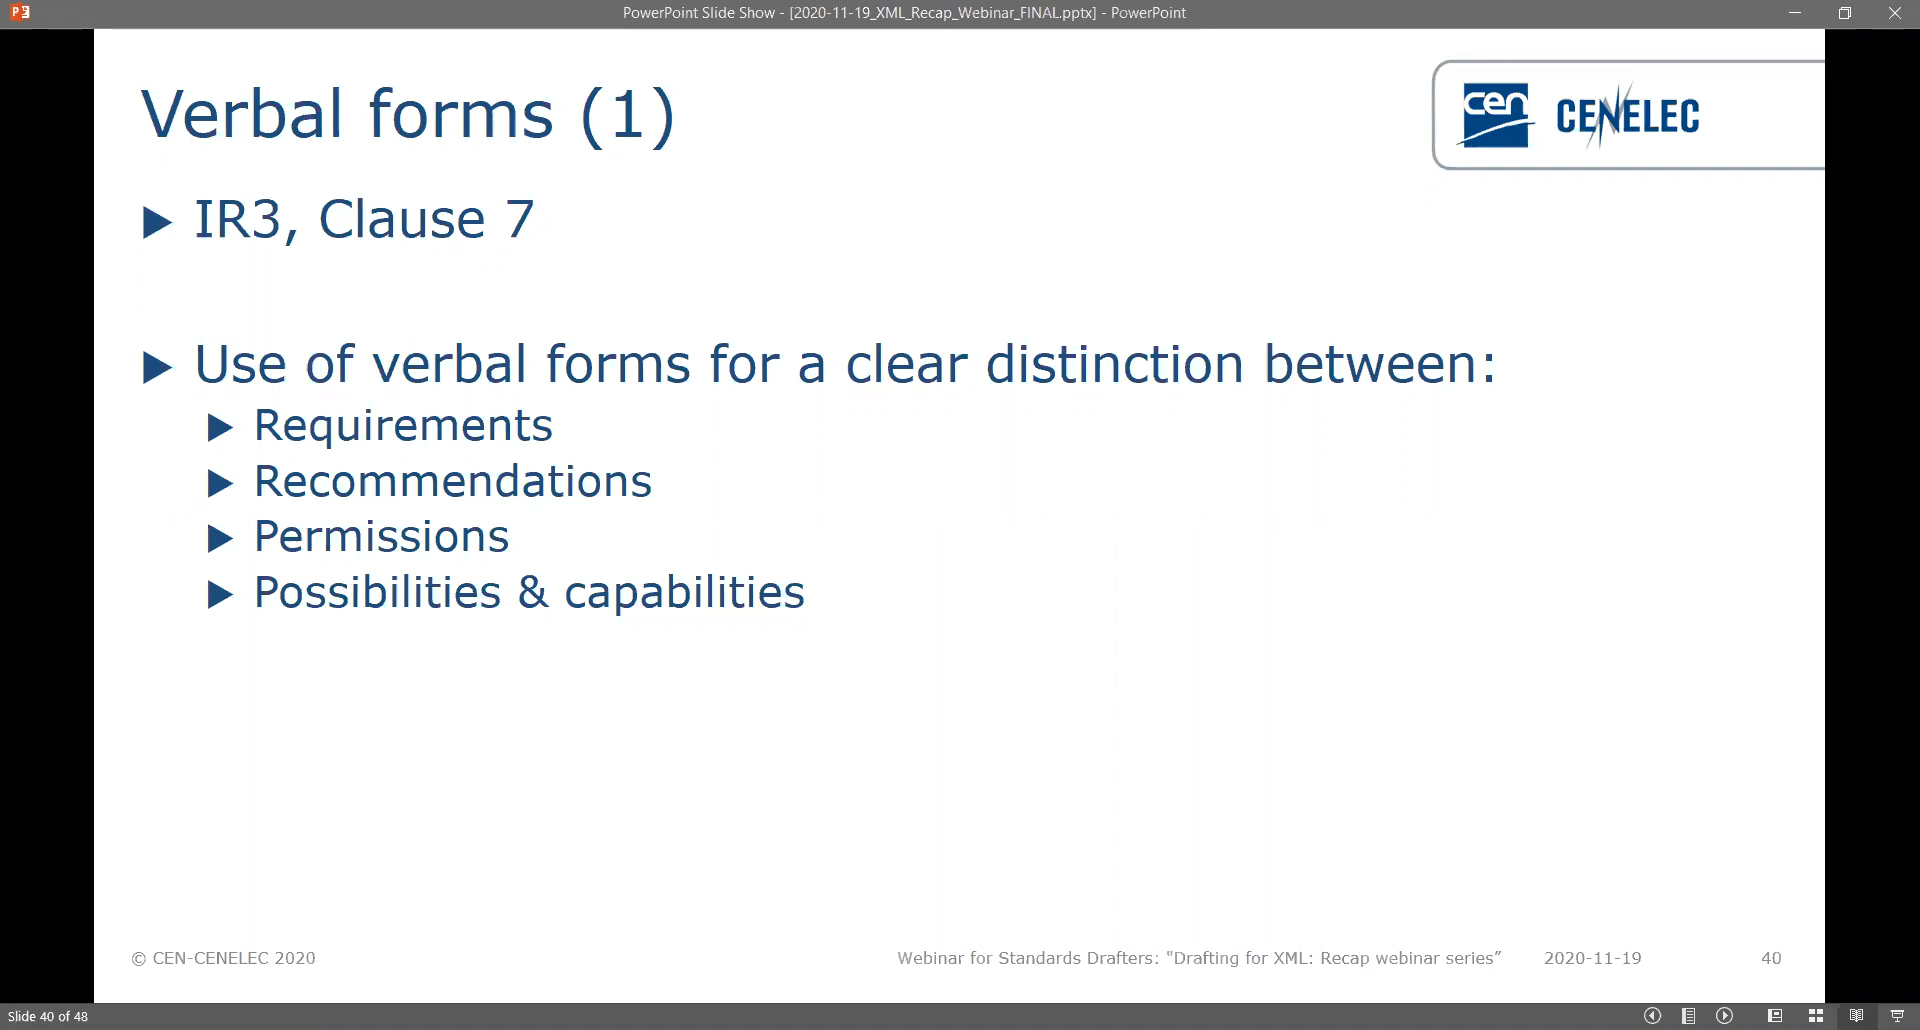 PowerPoint Slide Show - [2020-11-19_XML_Recap_Webinar_FINAL.pptx] - PowerPoint
Verbal forms (1)
cen CENELEC
IR3, Clause 7
Use of verbal forms for a clear distinction between:
Requirements
Recommendations
Permissions
Possibilities & capabilities
© CEN-CENELEC 2020
Webinar for Standards Drafters: "Drafting for XML: Recap webinar series” 2020-11-19 40
Slide 40 of 48